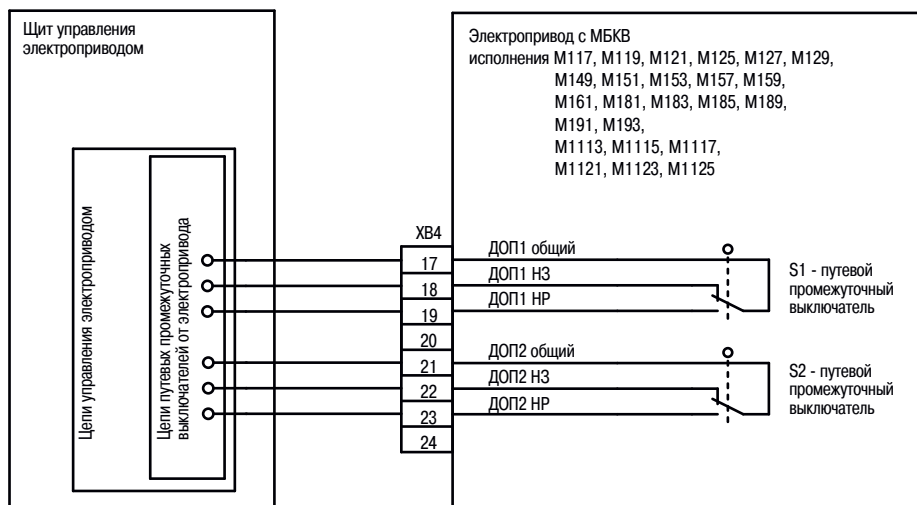 Щит управления
электроприводом
Электропривод с МБКВ
исполнения М117, М119, М121, М125, М127, М129,
М149, М151, М153, М157, М159,
М161, М181, М183, М185, М189,
М191, М193,
М1113, М1115, М1117,
М1121, М1123, М1125
Цепи управления электроприводом
Цепи путевых промежуточных
выключателей от электропривода
XB4
17
18
19
20
21
22
23
24
ДОП1 общий
ДОП1 НЗ
ДОП1 НР
ДОП2 общий
ДОП2 НЗ
ДОП2 НР
S1 - путевой
промежуточный
выключатель
S2 - путевой
промежуточный
выключатель